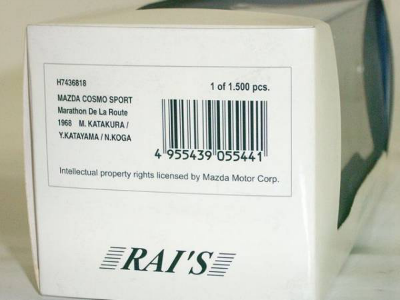 H7436818
1 of 1.500 pcs.
MAZDA COSMO SPORT
Marathon De La Route
1968 M. KATAKURA /
Y.KATAYAMA / N.KOGA
4 955439 055441
Intellectual property rights licensed by Mazda Motor Corp.
RAI'S